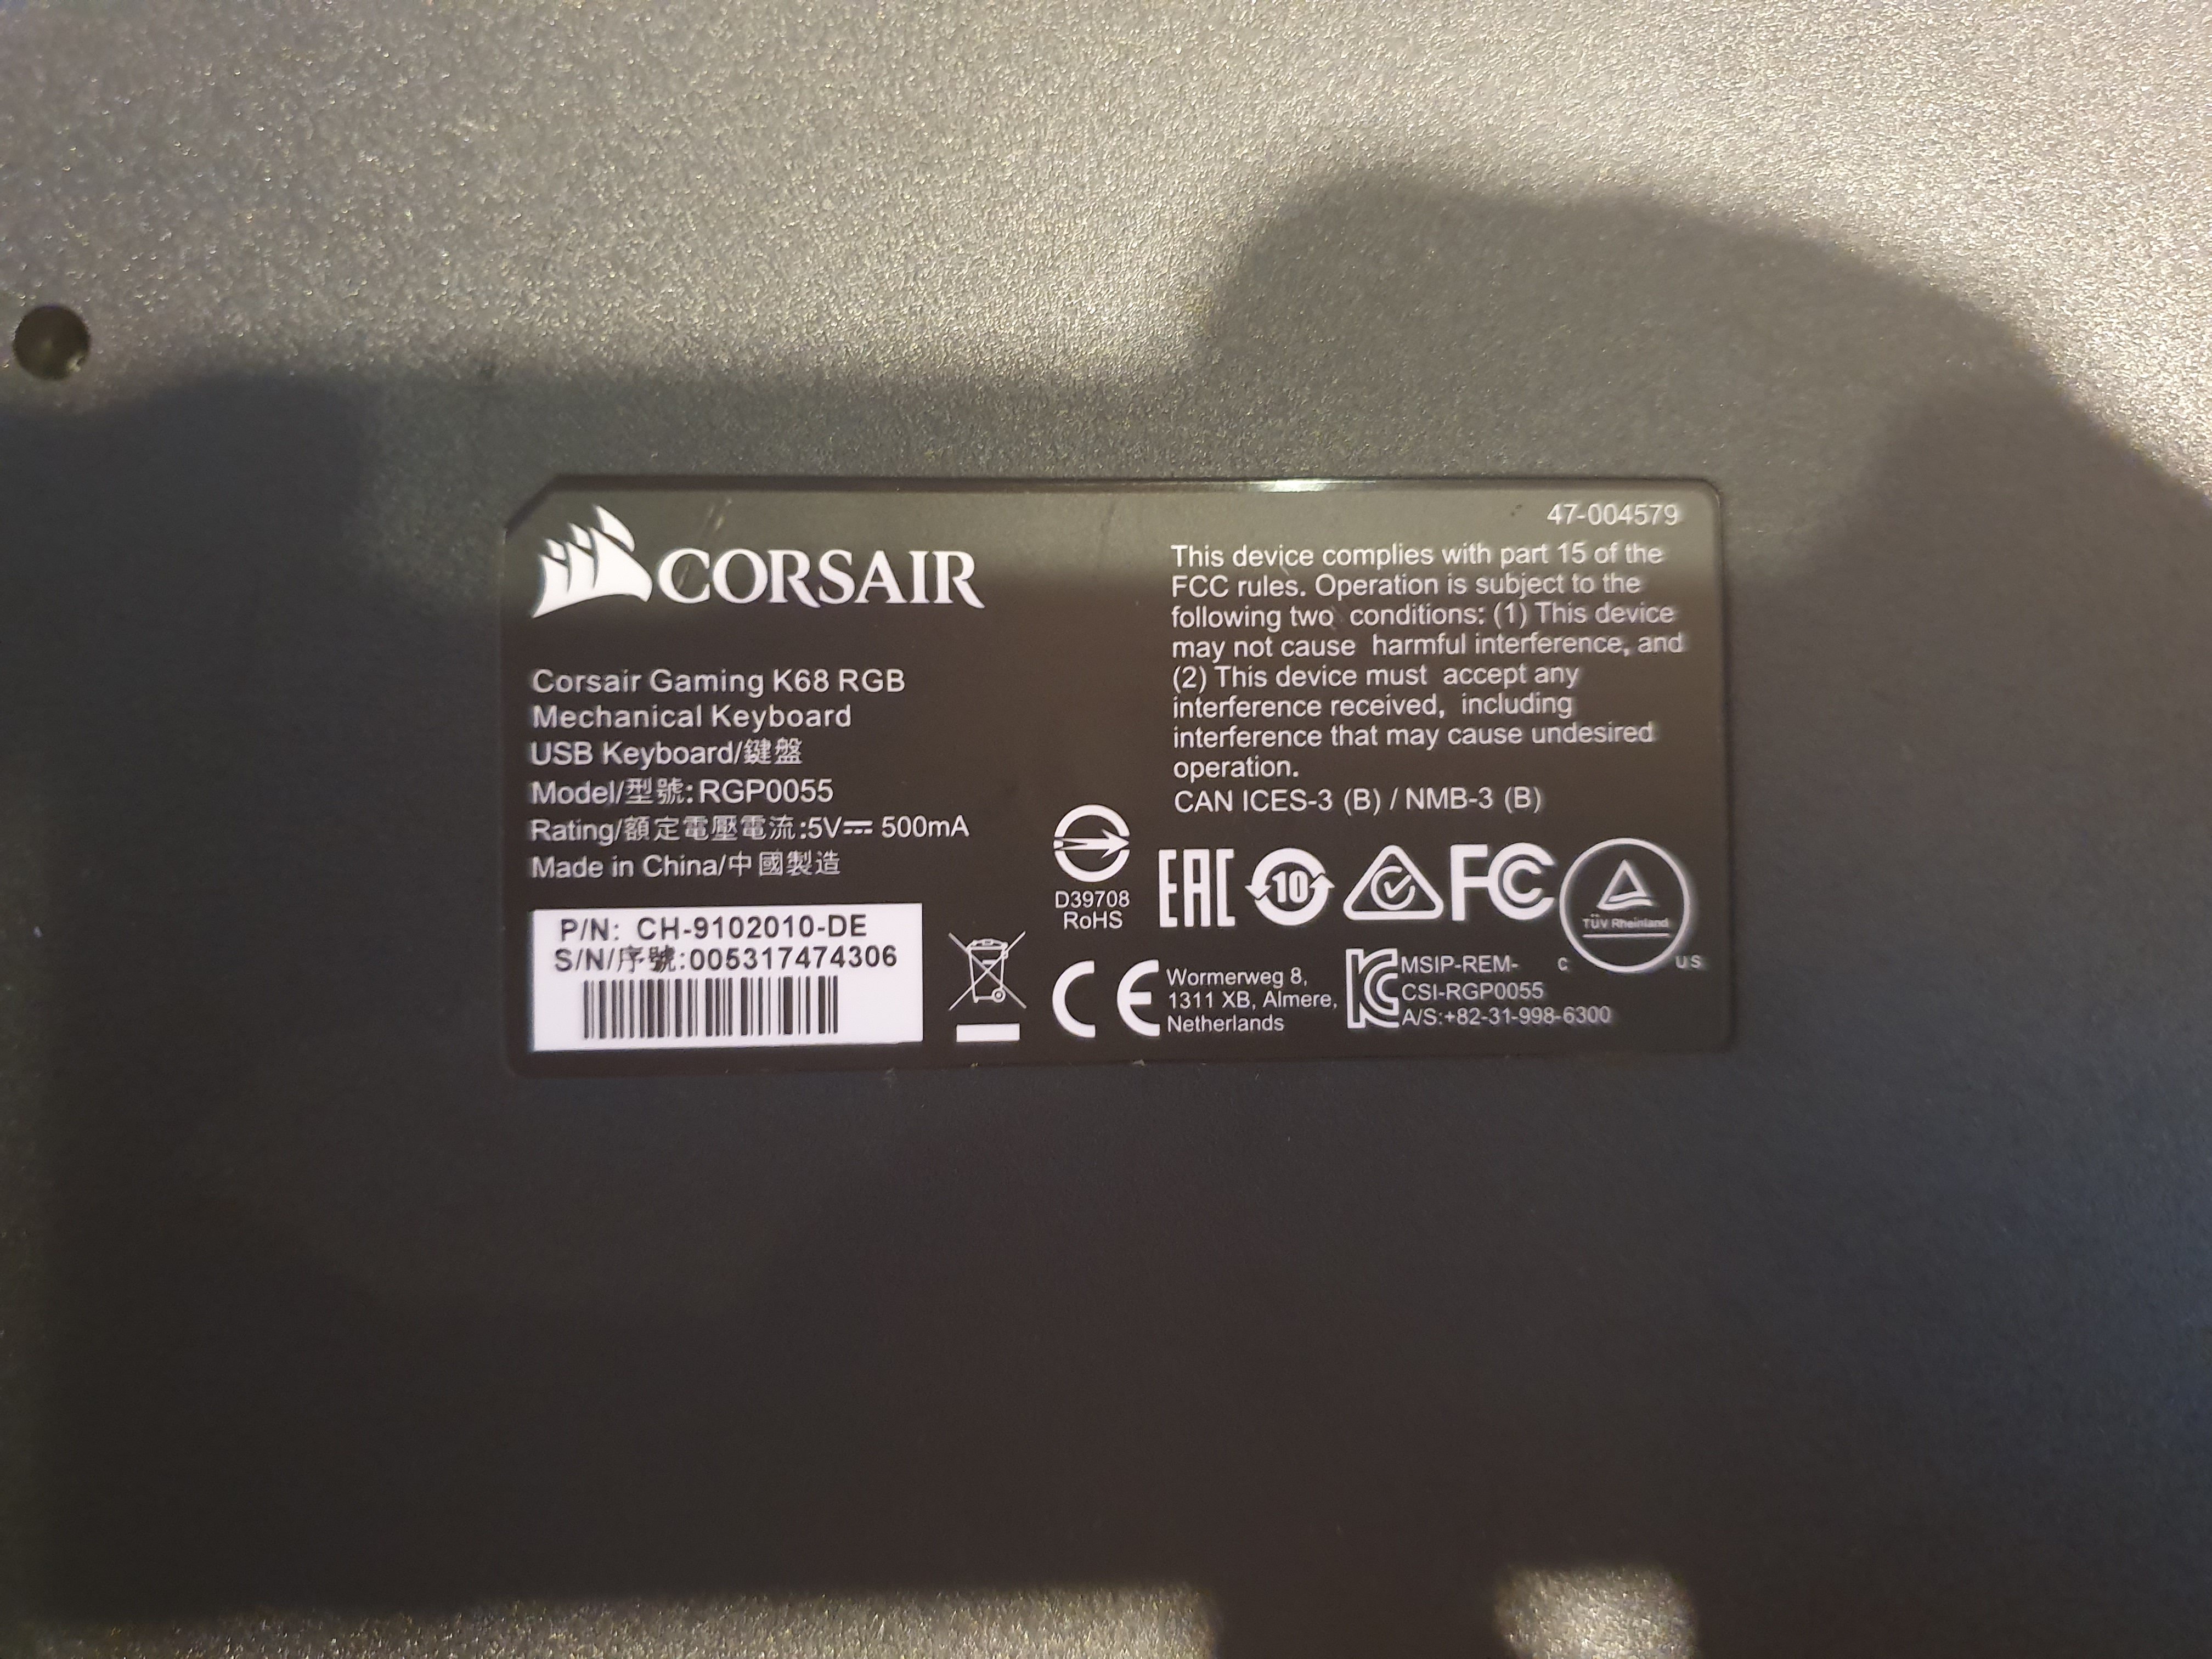 CORSAIR
Corsair Gaming K68 RGB
Mechanical Keyboard
USB Keyboard/鍵盤
Model/型號:RGP0055
Rating/額定電壓電流:5V⎓ 500mA
Made in China/中國製造
P/N: CH-9102010-DE
S/N/序號:005317474306
47-004579
This device complies with part 15 of the
FCC rules. Operation is subject to the
following two conditions: (1) This device
may not cause harmful interference, and
(2) This device must accept any
interference received, including
interference that may cause undesired
operation.
CAN ICES-3 (B) / NMB-3 (B)
D39708
RoHS
EAC
10
FC
TÜV Rheinland
C US
CE
Wormerweg 8,
1311 XB, Almere,
Netherlands
KC
MSIP-REM-
CSI-RGP0055
A/S:+82-31-998-6300